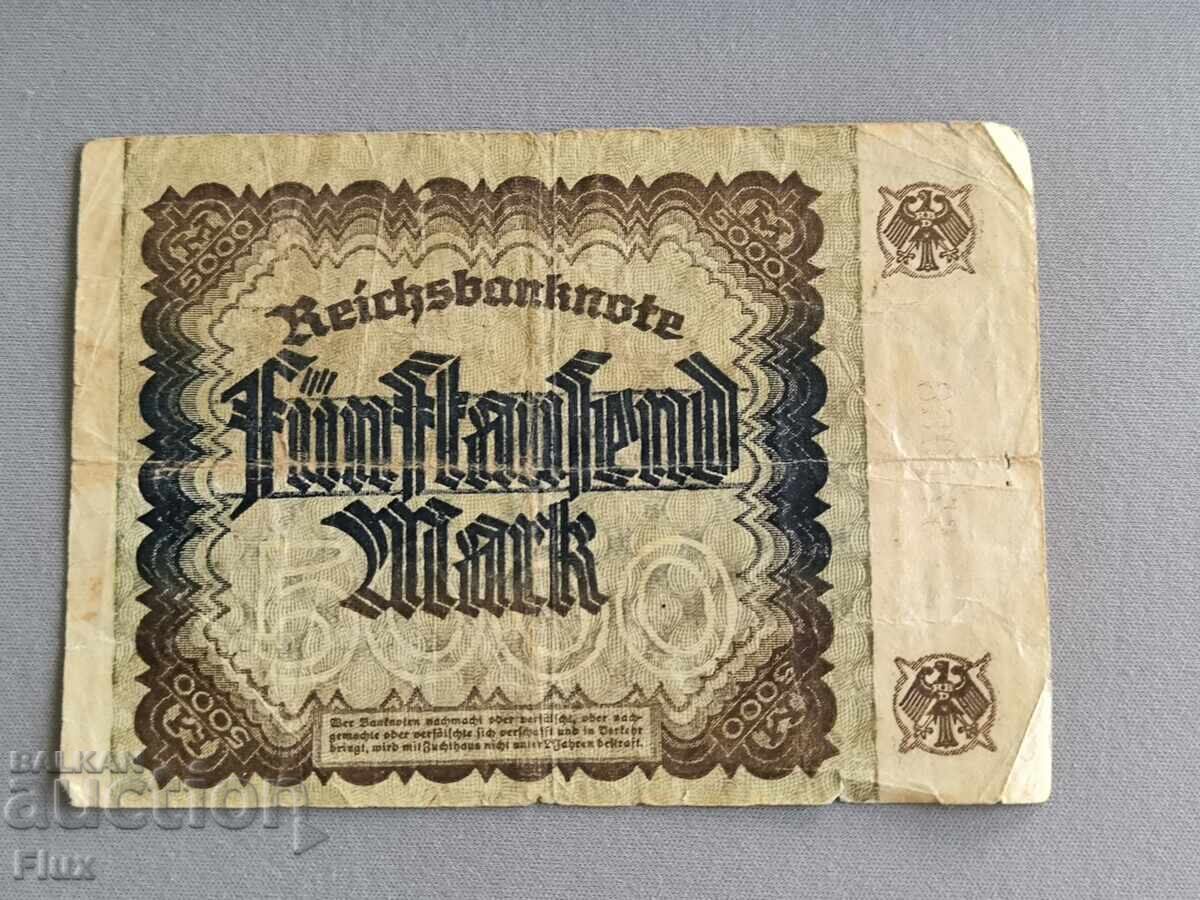 5000
5000
Reichsbanknote
Fünftausend
Mark
5000
5000
5000
Wer Banknoten nachmacht oder verfälscht, oder nach-
gemachte oder verfälschte sich verschafft und in Verkehr
bringt, wird mit Zuchthaus nicht unter 2 Jahren bestraft.
BALKAN
auction
Flux